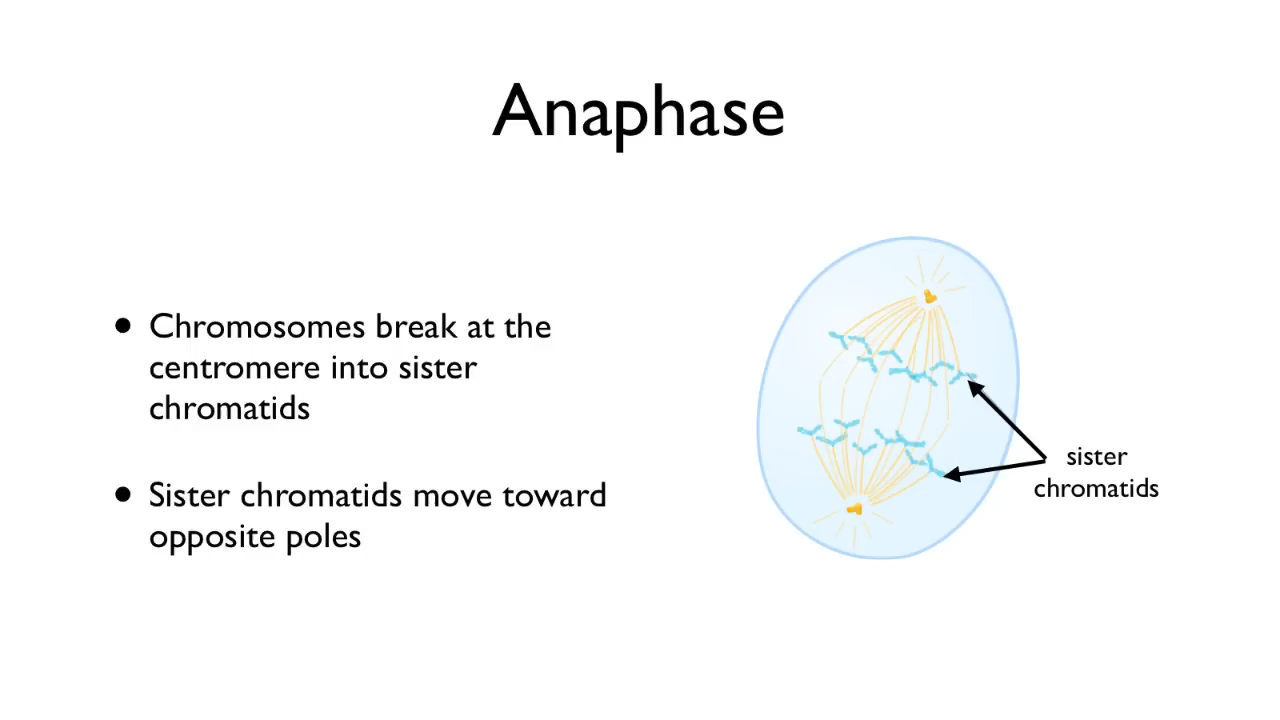 Anaphase
• Chromosomes break at the
centromere into sister
chromatids
• Sister chromatids move toward
opposite poles
sister
chromatids